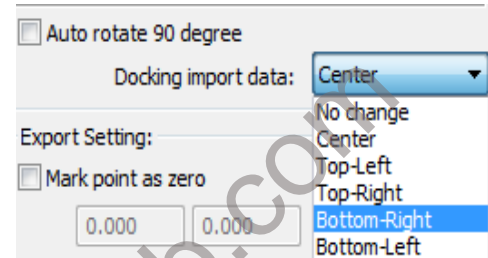 Auto rotate 90 degree
Docking import data: Center
No change
Export Setting:
Center
Top-Left
Mark point as zero
Top-Right
0.000 0.000
Bottom-Right
Bottom-Left